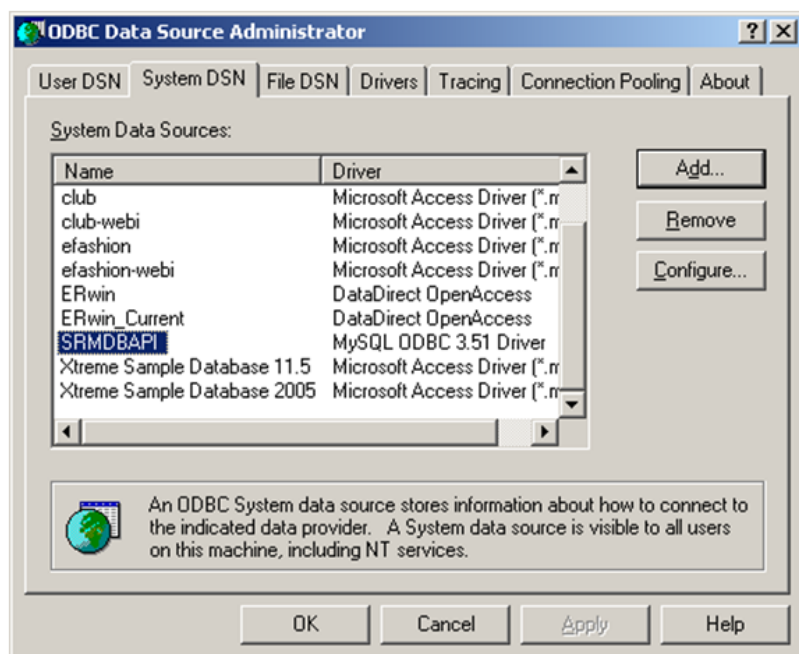 ODBC Data Source Administrator
User DSN System DSN File DSN Drivers Tracing Connection Pooling About
System Data Sources:
Name Driver
club Microsoft Access Driver (*.m
club-webi Microsoft Access Driver (*.m
efashion Microsoft Access Driver (*.m
efashion-webi Microsoft Access Driver (*.m
ERwin DataDirect OpenAccess
ERwin_Current DataDirect OpenAccess
SRMDBAPI MySQL ODBC 3.51 Driver
Xtreme Sample Database 11.5 Microsoft Access Driver (*.m
Xtreme Sample Database 2005 Microsoft Access Driver (*.m
Add...
Remove
Configure...
An ODBC System data source stores information about how to connect to
the indicated data provider. A System data source is visible to all users
on this machine, including NT services.
OK Cancel Apply Help